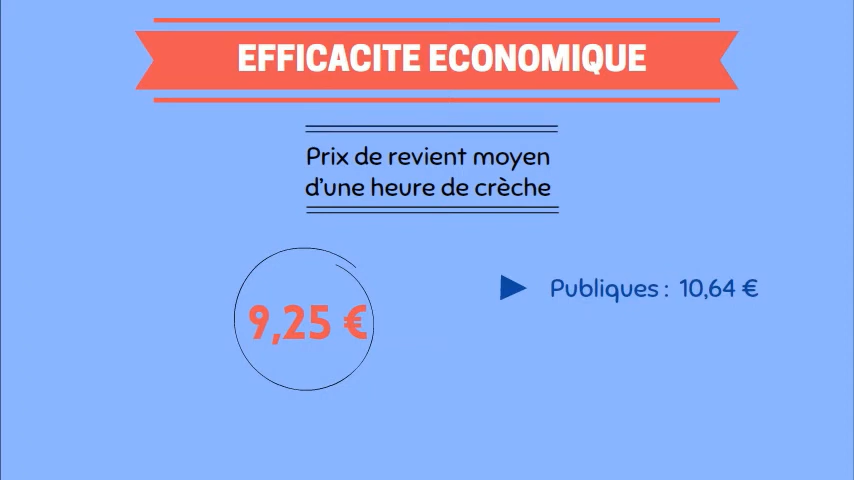 EFFICACITE ECONOMIQUE
Prix de revient moyen
d'une heure de crèche
9,25 €
Publiques : 10,64 €